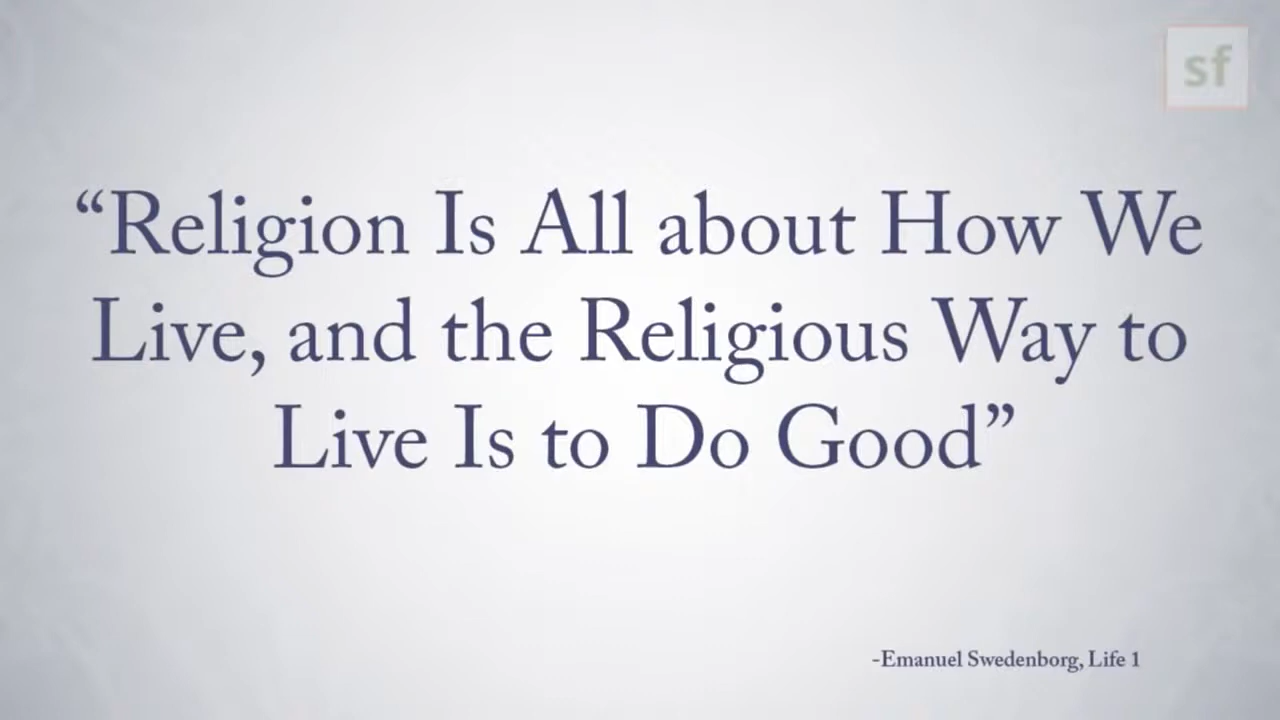 sf
“Religion Is All about How We
Live, and the Religious Way to
Live Is to Do Good”
-Emanuel Swedenborg, Life 1